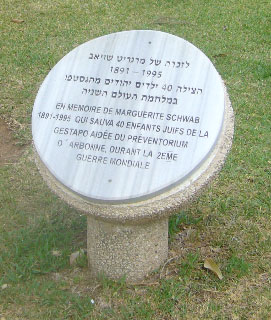 לזכרה של מרגריט שוואב
1891 - 1995
הצילה 40 ילדים יהודים מהגסטפו
במלחמת העולם השניה
EN MEMOIRE DE MARGUERITE SCHWAB
1891-1995 QUI SAUVA 40 ENFANTS JUIFS DE LA
GESTAPO AIDÉE DU PRÉVENTORIUM
D'ARBONNE, DURANT LA 2EME
GUERRE MONDIALE